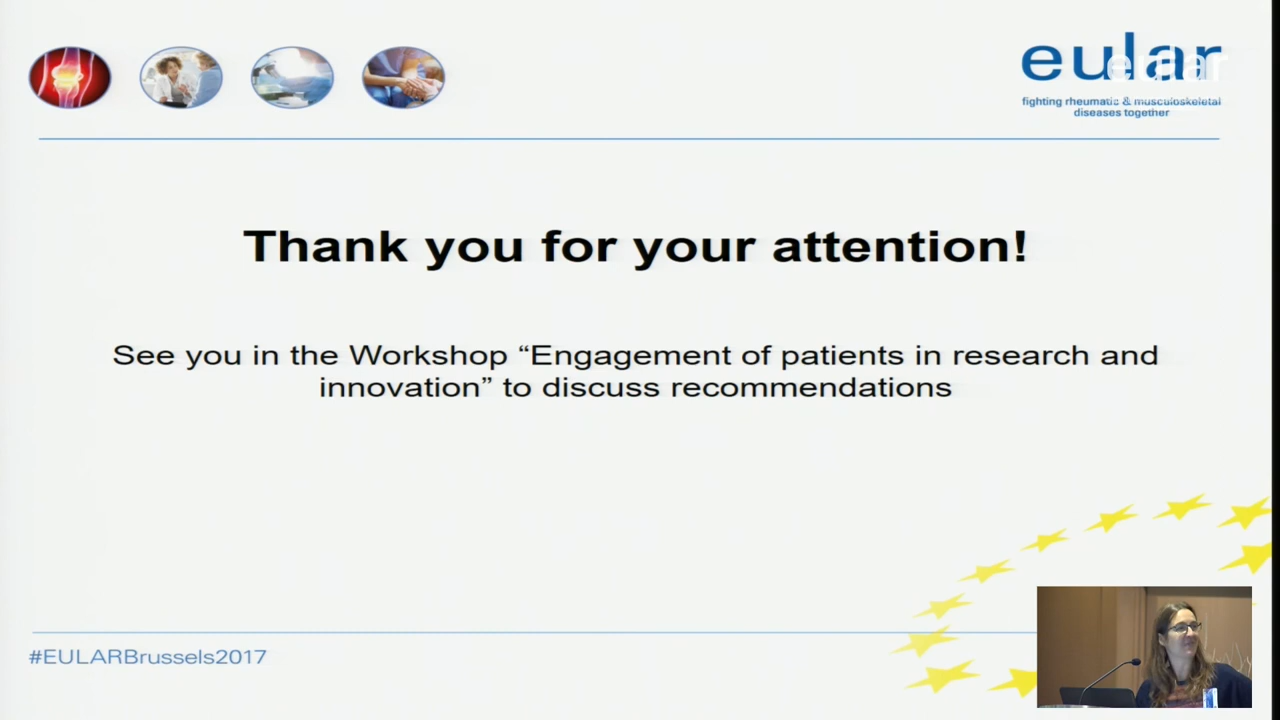 eular
eular
fighting rheumatic & musculoskeletal
diseases together
Thank you for your attention!
See you in the Workshop “Engagement of patients in research and
innovation” to discuss recommendations
#EULARBrussels2017